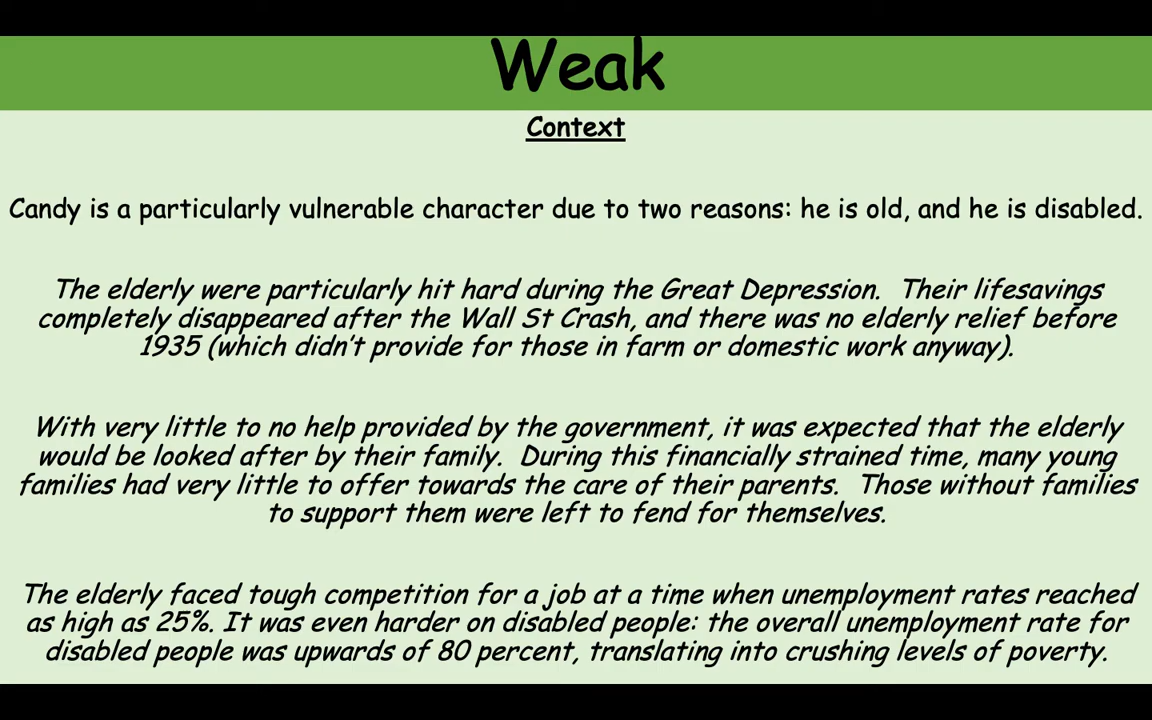 Weak
Context
Candy is a particularly vulnerable character due to two reasons: he is old, and he is disabled.
The elderly were particularly hit hard during the Great Depression.  Their lifesavings
completely disappeared after the Wall St Crash, and there was no elderly relief before
1935 (which didn’t provide for those in farm or domestic work anyway).
With very little to no help provided by the government, it was expected that the elderly
would be looked after by their family.  During this financially strained time, many young
families had very little to offer towards the care of their parents.  Those without families
to support them were left to fend for themselves.
The elderly faced tough competition for a job at a time when unemployment rates reached
as high as 25%. It was even harder on disabled people: the overall unemployment rate for
disabled people was upwards of 80 percent, translating into crushing levels of poverty.